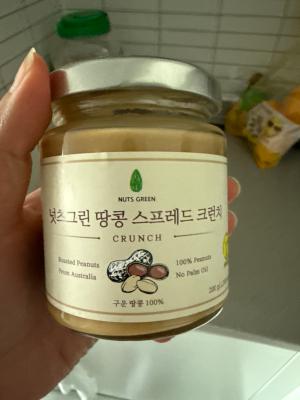 NUTS GREEN
넛츠그린 땅콩 스프레드 크런치
CRUNCH
Roasted Peanuts
From Australia
100% Peanuts
No Palm Oil
구운 땅콩 100%